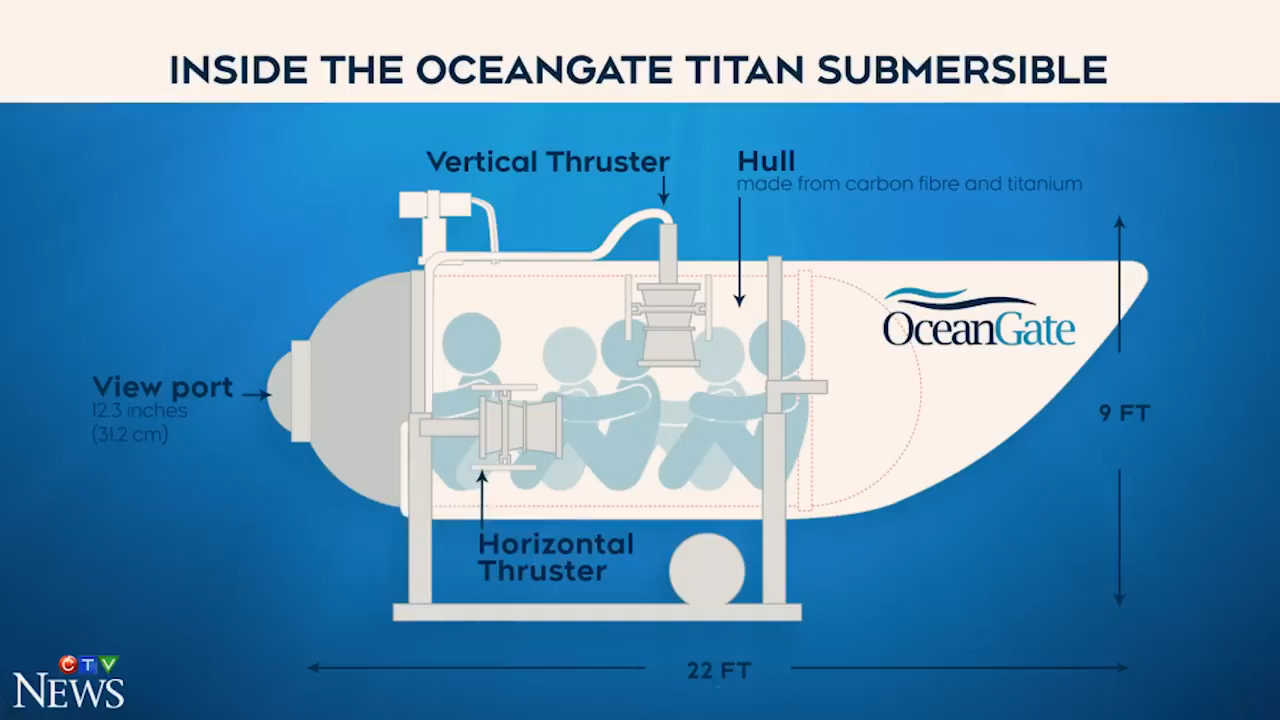 INSIDE THE OCEANGATE TITAN SUBMERSIBLE
Vertical Thruster
Hull
made from carbon fibre and titanium
OceanGate
View port
12.3 inches
(31.2 cm)
9 FT
Horizontal
Thruster
22 FT
CTV
NEWS